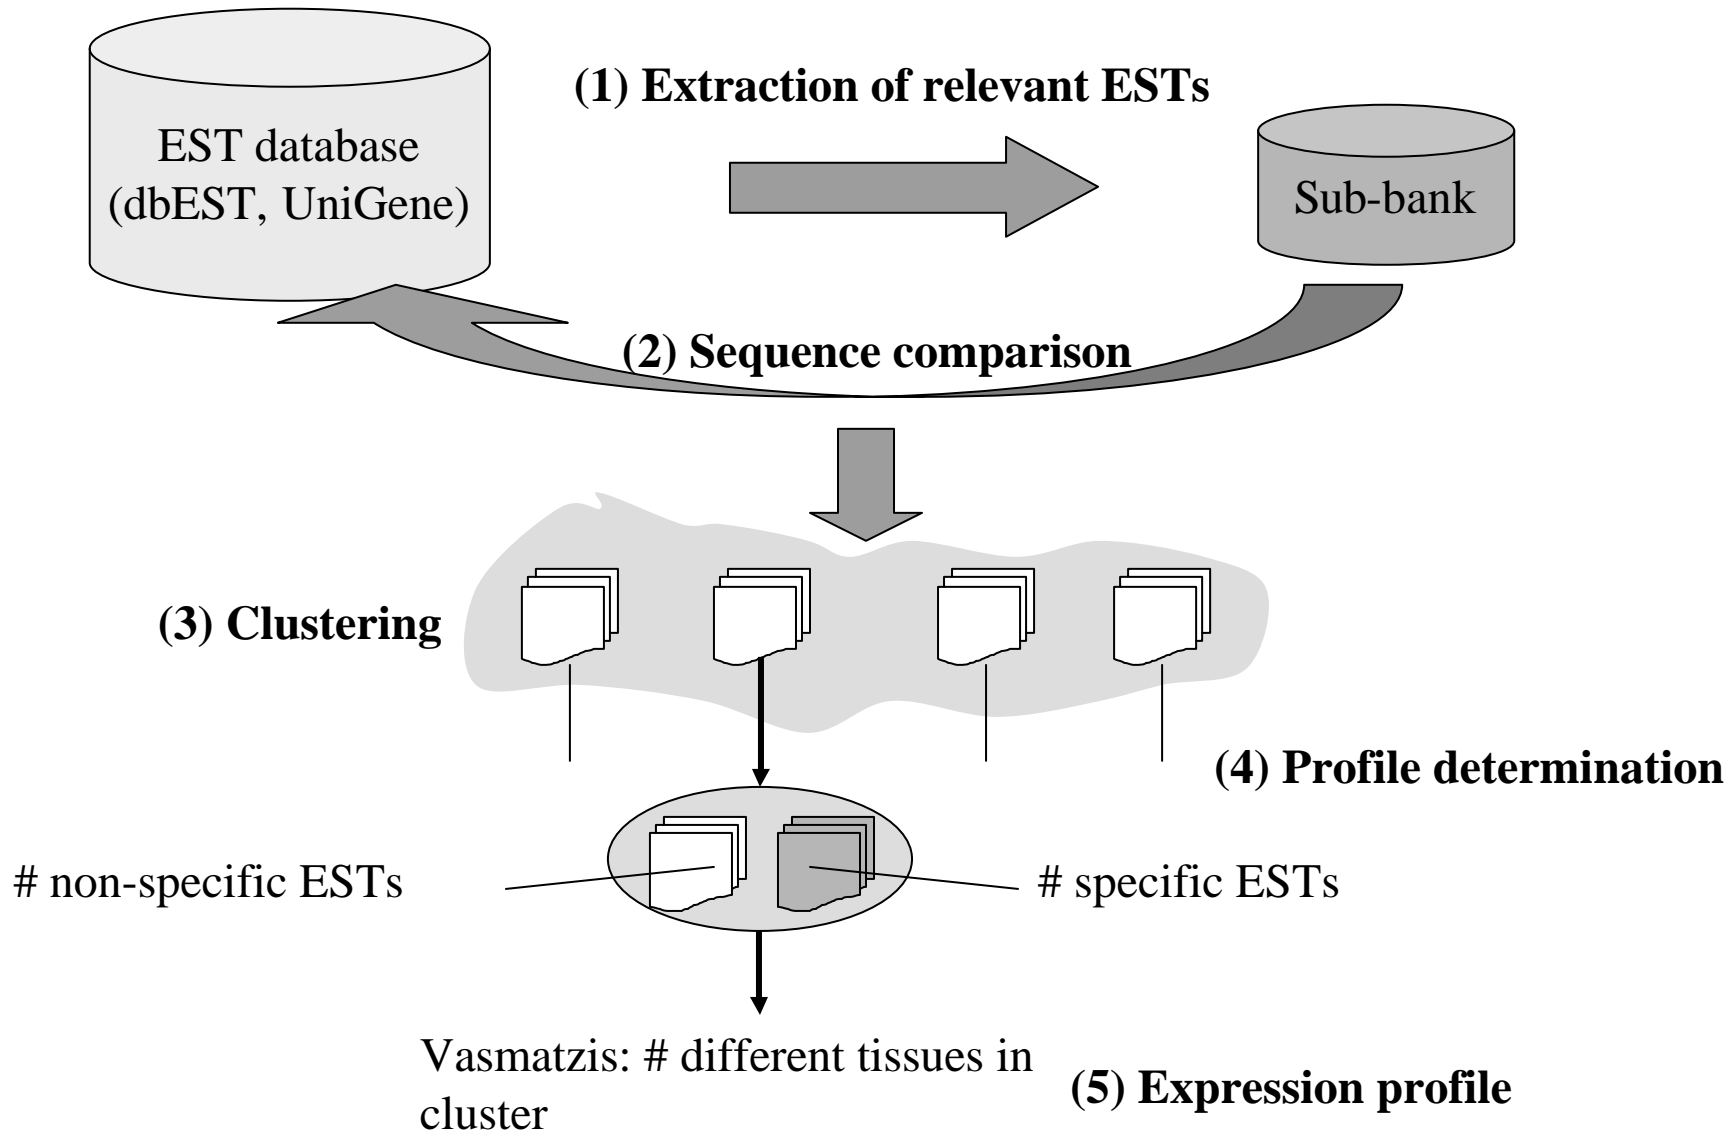 (1) Extraction of relevant ESTs
EST database
(dbEST, UniGene)
Sub-bank
(2) Sequence comparison
(3) Clustering
(4) Profile determination
# non-specific ESTs
# specific ESTs
Vasmatzis: # different tissues in
cluster
(5) Expression profile